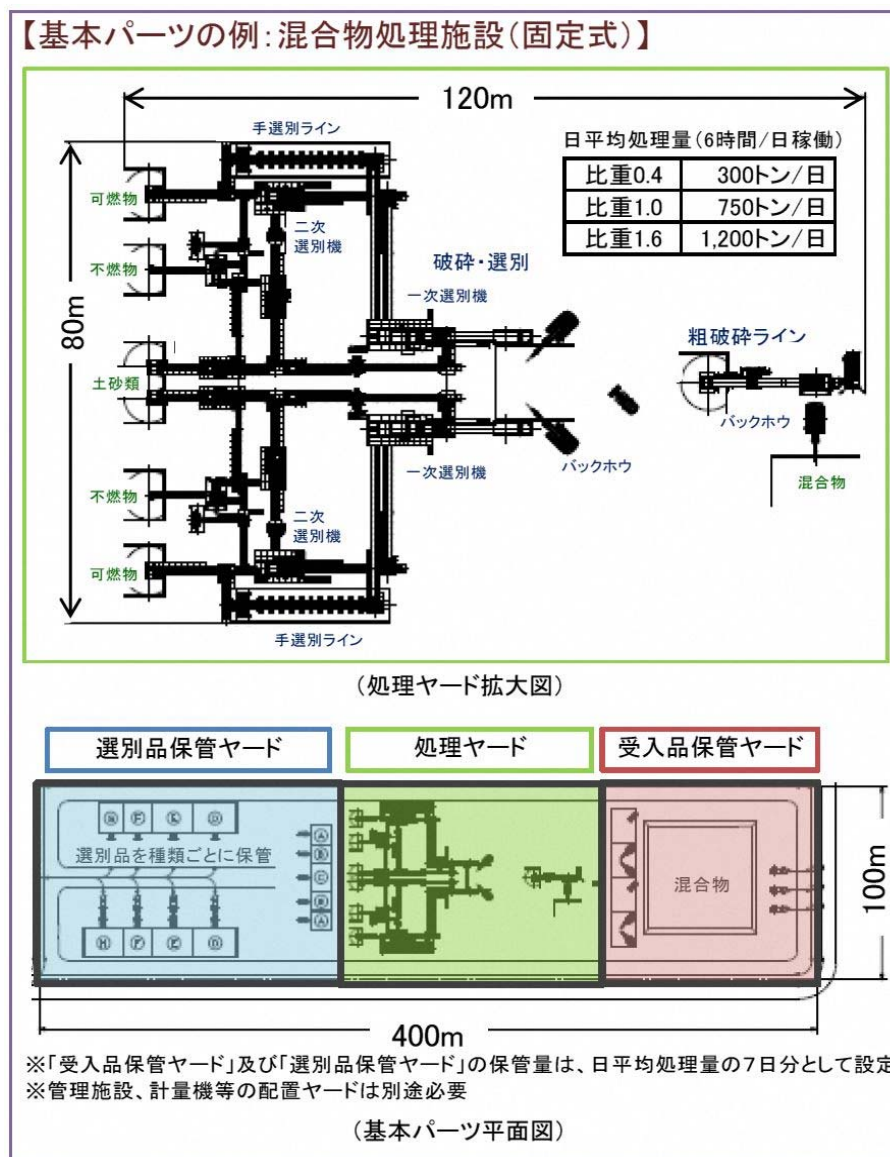 【基本パーツの例:混合物処理施設(固定式)】
120m
手選別ライン
日平均処理量(6時間/日稼働)
比重0.4 300トン/日
比重1.0 750トン/日
比重1.6 1,200トン/日
可燃物
二次
選別機
破砕・選別
不燃物
一次選別機
80m
粗破砕ライン
土砂類
バックホウ
一次選別機
バックホウ
混合物
不燃物
二次
選別機
可燃物
手選別ライン
(処理ヤード拡大図)
選別品保管ヤード
処理ヤード
受入品保管ヤード
F
E
D
選別品を種類ごとに保管
A
B
C
B
A
混合物
100m
H
F
E
D
400m
※「受入品保管ヤード」及び「選別品保管ヤード」の保管量は、日平均処理量の7日分として設定
※管理施設、計量機等の配置ヤードは別途必要
(基本パーツ平面図)